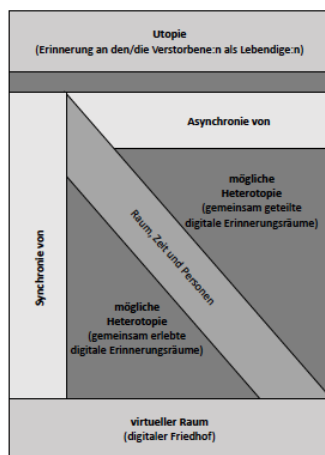 Utopie
(Erinnerung an den/die Verstorbene:n als Lebendige:n)
Asynchronie von
mögliche
Heterotopie
(gemeinsam geteilte
digitale Erinnerungsräume)
Raum, Zeit und Personen
Synchronie von
mögliche
Heterotopie
(gemeinsam erlebte
digitale Erinnerungsräume)
virtueller Raum
(digitaler Friedhof)